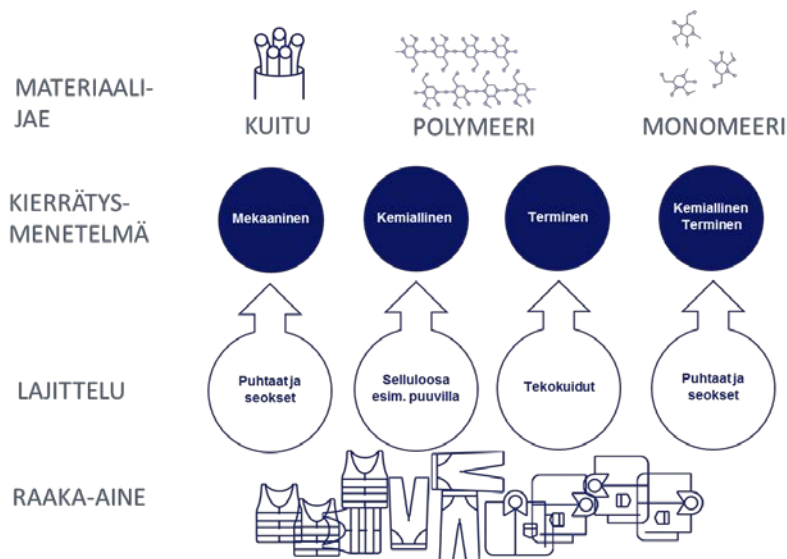 MATERIAALI-
JAE
KUITU
POLYMEERI
MONOMEERI
KIERRÄTYS-
MENETELMÄ
Mekaaninen
Kemiallinen
Terminen
Kemiallinen
Terminen
LAJITTELU
Puhtaat ja
seokset
Selluloosa
esim. puuvilla
Tekokuidut
Puhtaat ja
seokset
RAAKA-AINE